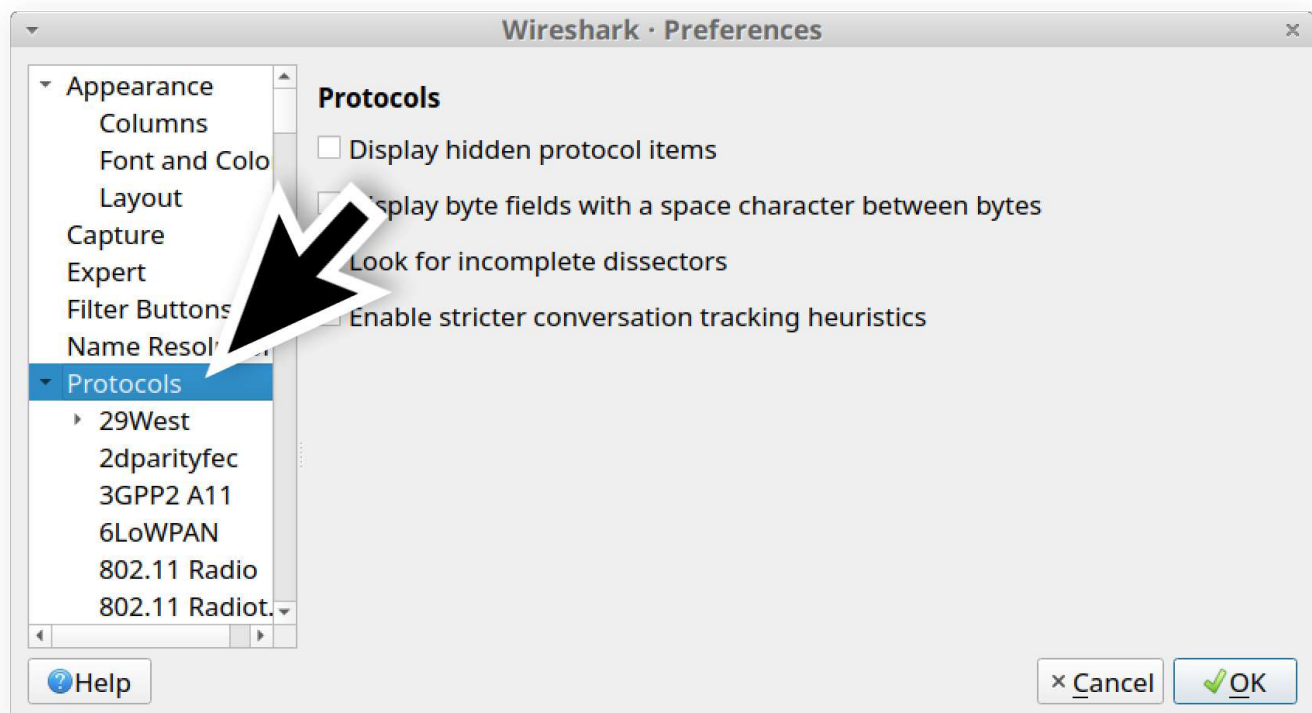 Wireshark · Preferences
Appearance
Columns
Font and Colo
Layout
Capture
Expert
Filter Buttons
Name
Protocols
29West
2dparityfec
3GPP2 A11
6LoWPAN
802.11 Radio
802.11 Radiot.
Protocols
Display hidden protocol items
Display byte fields with a space character between bytes
Look for incomplete dissectors
Enable stricter conversation tracking heuristics
Help
Cancel
OK